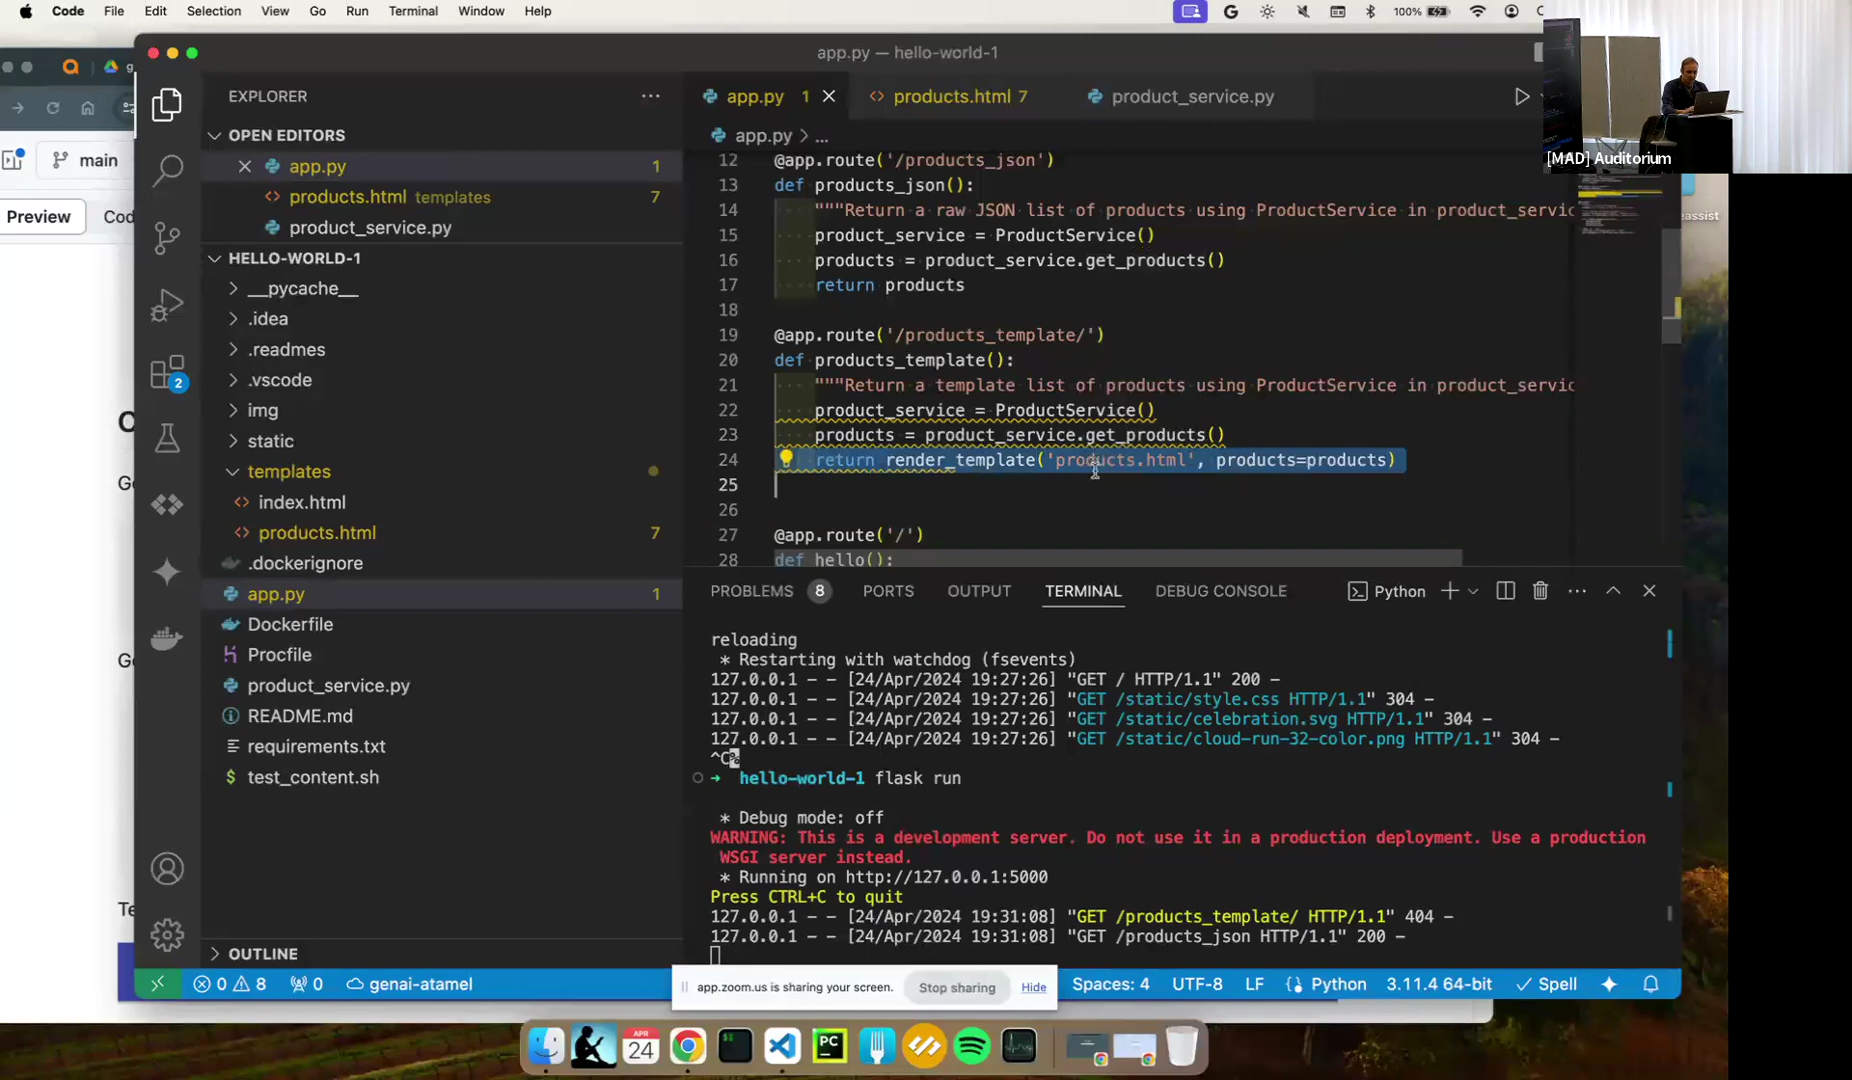 Code File Edit Selection View Go Run Terminal Window Help
100%
app.py — hello-world-1
[MAD] Auditorium
main
Preview
EXPLORER
OPEN EDITORS
app.py 1
products.html templates 7
product_service.py
HELLO-WORLD-1
__pycache__
.idea
.readmes
.vscode
img
static
templates
index.html
products.html 7
.dockerignore
app.py 1
Dockerfile
Procfile
product_service.py
README.md
requirements.txt
test_content.sh
OUTLINE
2
app.py 1
products.html 7
product_service.py
app.py > ...
12 @app.route('/products_json')
13 def products_json():
14 """Return a raw JSON list of products using ProductService in product_servic
15 product_service = ProductService()
16 products = product_service.get_products()
17 return products
18
19 @app.route('/products_template/')
20 def products_template():
21 """Return a template list of products using ProductService in product_servic
22 product_service = ProductService()
23 products = product_service.get_products()
24 return render_template('products.html', products=products)
25
26
27 @app.route('/')
28 def hello():
PROBLEMS 8 PORTS OUTPUT TERMINAL DEBUG CONSOLE
Python
reloading
* Restarting with watchdog (fsevents)
127.0.0.1 - - [24/Apr/2024 19:27:26] "GET / HTTP/1.1" 200 -
127.0.0.1 - - [24/Apr/2024 19:27:26] "GET /static/style.css HTTP/1.1" 304 -
127.0.0.1 - - [24/Apr/2024 19:27:26] "GET /static/celebration.svg HTTP/1.1" 304 -
127.0.0.1 - - [24/Apr/2024 19:27:26] "GET /static/cloud-run-32-color.png HTTP/1.1" 304 -
^C%
➜ hello-world-1 flask run
* Debug mode: off
WARNING: This is a development server. Do not use it in a production deployment. Use a production
WSGI server instead.
* Running on http://127.0.0.1:5000
Press CTRL+C to quit
127.0.0.1 - - [24/Apr/2024 19:31:08] "GET /products_template/ HTTP/1.1" 404 -
127.0.0.1 - - [24/Apr/2024 19:31:08] "GET /products_json HTTP/1.1" 200 -
0 8 0 genai-atamel
app.zoom.us is sharing your screen. Stop sharing Hide
Spaces: 4 UTF-8 LF Python 3.11.4 64-bit Spell
APR
24
PC